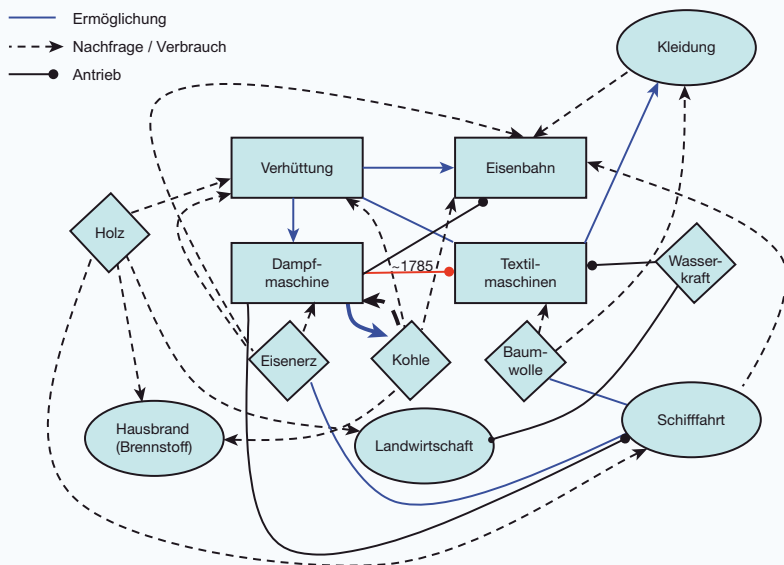 Ermöglichung
Nachfrage / Verbrauch
Antrieb
Kleidung
Verhüttung
Eisenbahn
Holz
Dampf-
maschine
~1785
Textil-
maschinen
Wasser-
kraft
Eisenerz
Kohle
Baum-
wolle
Hausbrand
(Brennstoff)
Landwirtschaft
Schifffahrt